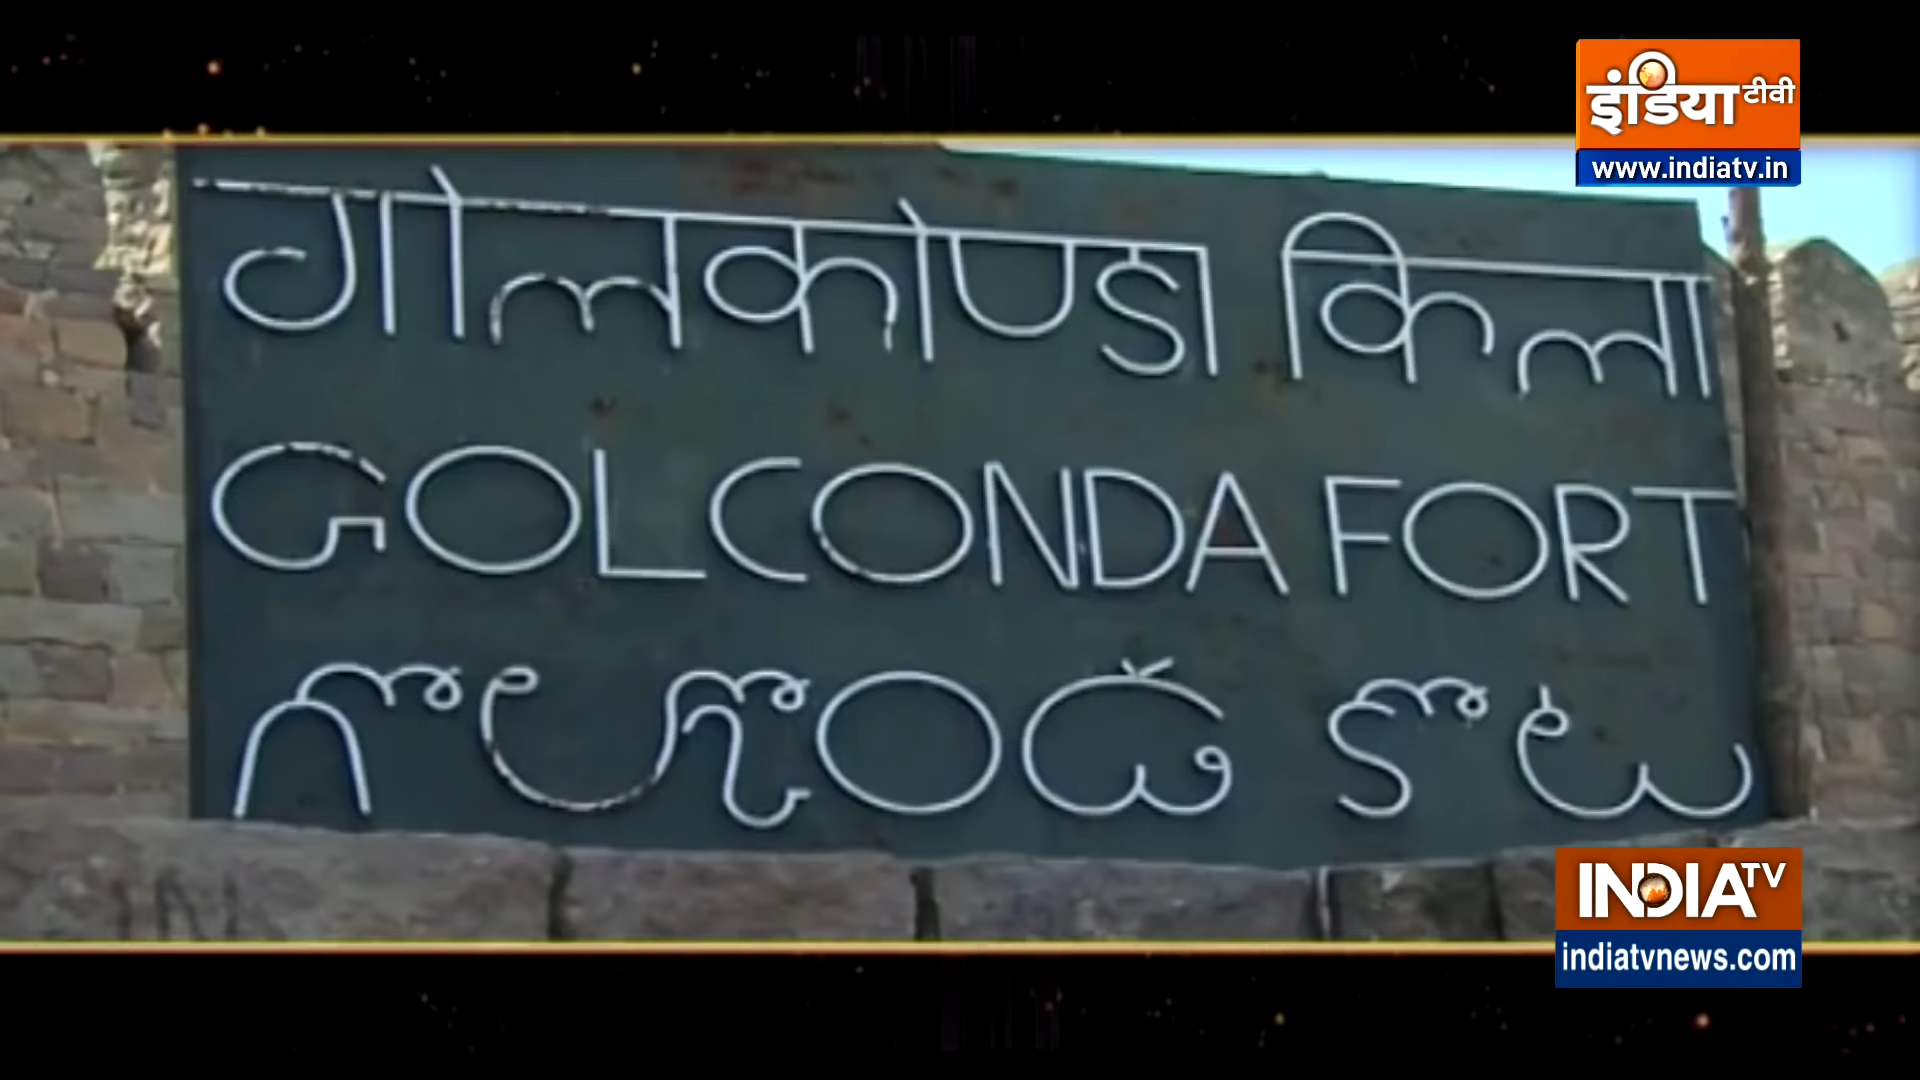 इंडिया टीवी
www.indiatv.in
गोलकोण्डा किला
GOLCONDA FORT
గొలుకొండ కోట
INDIA TV
indiatvnews.com